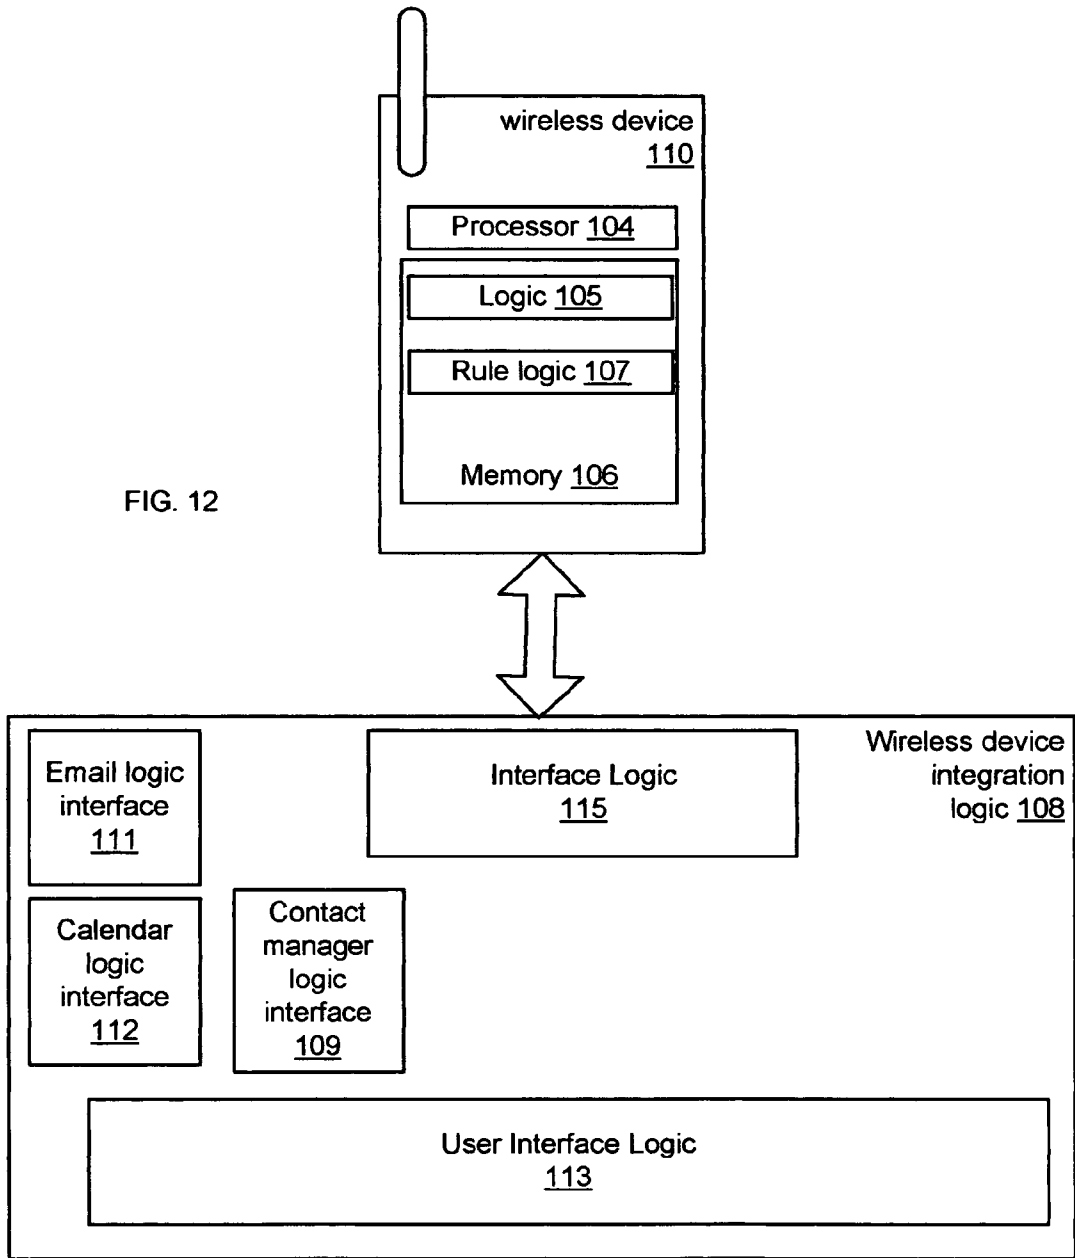 wireless device
110
Processor 104
Logic 105
Rule logic 107
Memory 106
FIG. 12
Email logic
interface
111
Interface Logic
115
Wireless device
integration
logic 108
Calendar
logic
interface
112
Contact
manager
logic
interface
109
User Interface Logic
113